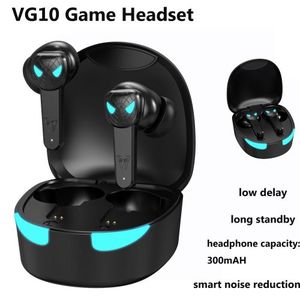 VG10 Game Headset
low delay
long standby
headphone capacity:
300mAH
smart noise reduction